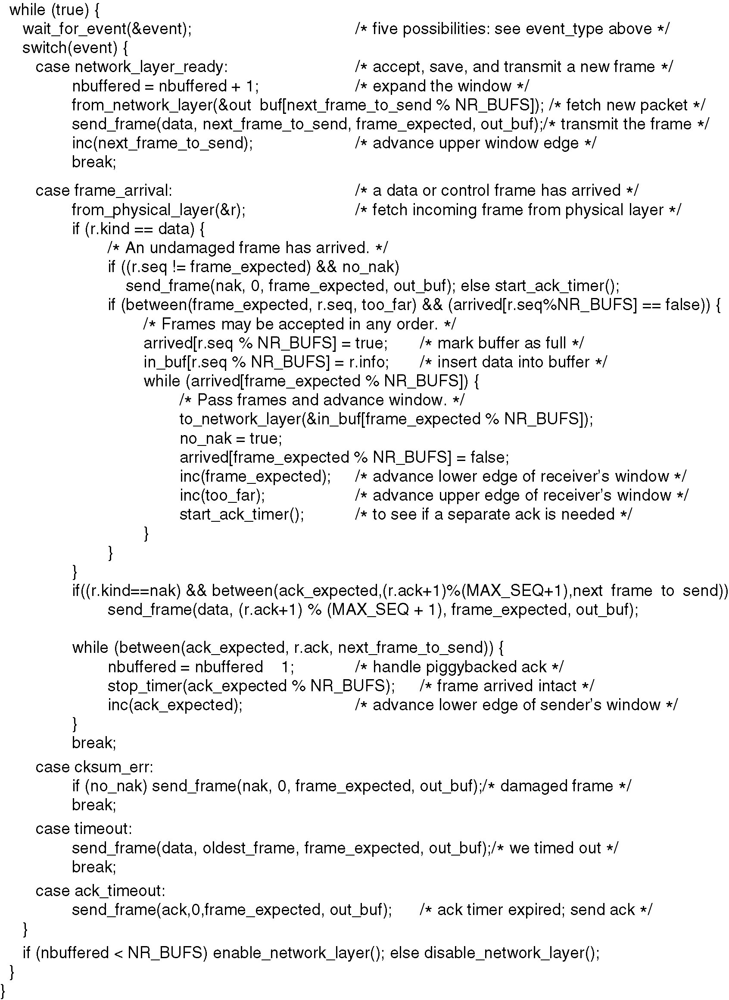 while (true) {
wait_for_event(&event); /* five possibilities: see event_type above */
switch(event) {
case network_layer_ready: /* accept, save, and transmit a new frame */
nbuffered = nbuffered + 1; /* expand the window */
from_network_layer(&out buf[next_frame_to_send % NR_BUFS]); /* fetch new packet */
send_frame(data, next_frame_to_send, frame_expected, out_buf);/* transmit the frame */
inc(next_frame_to_send); /* advance upper window edge */
break;
case frame_arrival: /* a data or control frame has arrived */
from_physical_layer(&r); /* fetch incoming frame from physical layer */
if (r.kind == data) {
/* An undamaged frame has arrived. */
if ((r.seq != frame_expected) && no_nak)
send_frame(nak, 0, frame_expected, out_buf); else start_ack_timer();
if (between(frame_expected, r.seq, too_far) && (arrived[r.seq%NR_BUFS] == false)) {
/* Frames may be accepted in any order. */
arrived[r.seq % NR_BUFS] = true; /* mark buffer as full */
in_buf[r.seq % NR_BUFS] = r.info; /* insert data into buffer */
while (arrived[frame_expected % NR_BUFS]) {
/* Pass frames and advance window. */
to_network_layer(&in_buf[frame_expected % NR_BUFS]);
no_nak = true;
arrived[frame_expected % NR_BUFS] = false;
inc(frame_expected); /* advance lower edge of receiver's window */
inc(too_far); /* advance upper edge of receiver's window */
start_ack_timer(); /* to see if a separate ack is needed */
}
}
}
if((r.kind==nak) && between(ack_expected,(r.ack+1)%(MAX_SEQ+1),next frame to send))
send_frame(data, (r.ack+1) % (MAX_SEQ + 1), frame_expected, out_buf);
while (between(ack_expected, r.ack, next_frame_to_send)) {
nbuffered = nbuffered 1; /* handle piggybacked ack */
stop_timer(ack_expected % NR_BUFS); /* frame arrived intact */
inc(ack_expected); /* advance lower edge of sender's window */
}
break;
case cksum_err:
if (no_nak) send_frame(nak, 0, frame_expected, out_buf);/* damaged frame */
break;
case timeout:
send_frame(data, oldest_frame, frame_expected, out_buf);/* we timed out */
break;
case ack_timeout:
send_frame(ack,0,frame_expected, out_buf); /* ack timer expired; send ack */
}
if (nbuffered < NR_BUFS) enable_network_layer(); else disable_network_layer();
}
}